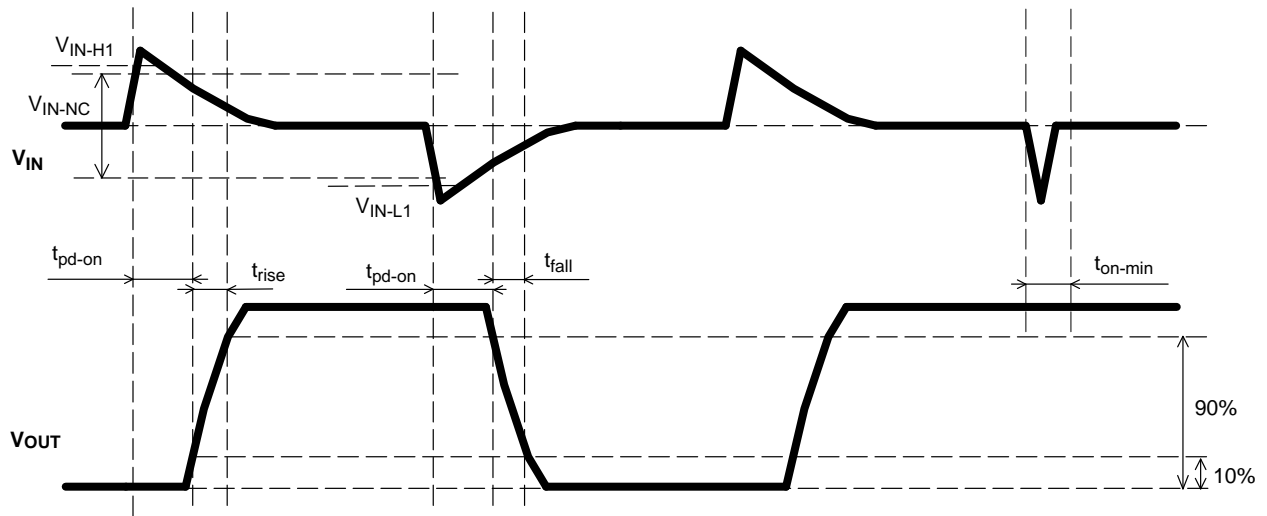 VIN-H1
VIN-NC
VIN
VIN-L1
tpd-on
trise
tpd-on
tfall
ton-min
90%
VOUT
10%